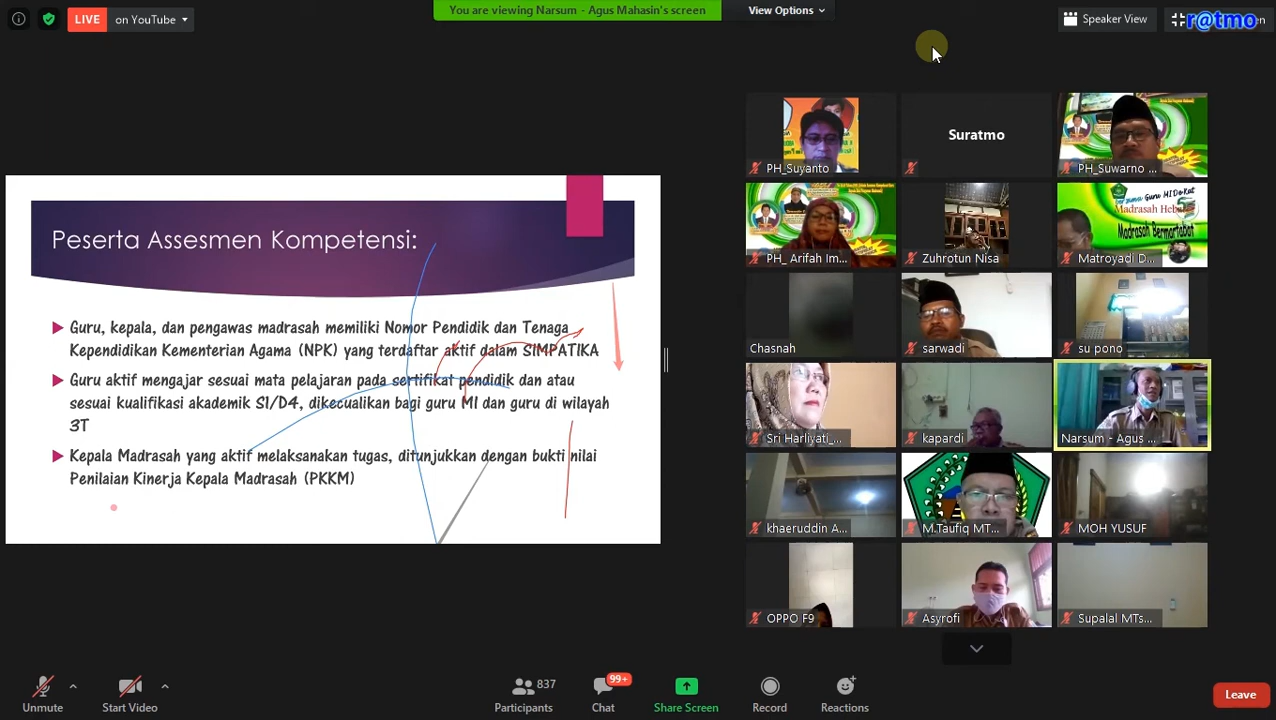 LIVE on YouTube
You are viewing Narsum - Agus Mahasin's screen
View Options
Speaker View
r@tmo
Peserta Assesmen Kompetensi:
Guru, kepala, dan pengawas madrasah memiliki Nomor Pendidik dan Tenaga
Kependidikan Kementerian Agama (NPK) yang terdaftar aktif dalam SIMPATIKA
Guru aktif mengajar sesuai mata pelajaran pada sertifikat pendidik dan atau
sesuai kualifikasi akademik S1/D4, dikecualikan bagi guru MI dan guru di wilayah
3T
Kepala Madrasah yang aktif melaksanakan tugas, ditunjukkan dengan bukti nilai
Penilaian Kinerja Kepala Madrasah (PKKM)
PH_Suyanto
Suratmo
PH_Suwarno ...
PH_ Arifah Im...
Zuhrotun Nisa
bersama Guru MI DeKat
Madrasah Hebat
Madrasah Bermartabat
Matroyadi D...
Chasnah
sarwadi
su pono
Sri Harliyati_...
kapardi
Narsum - Agus ...
khaeruddin A...
M.Taufiq MT...
MOH YUSUF
OPPO F9
Asyrofi
Supalal MTs...
Unmute
Start Video
837
Participants
99+
Chat
Share Screen
Record
Reactions
Leave